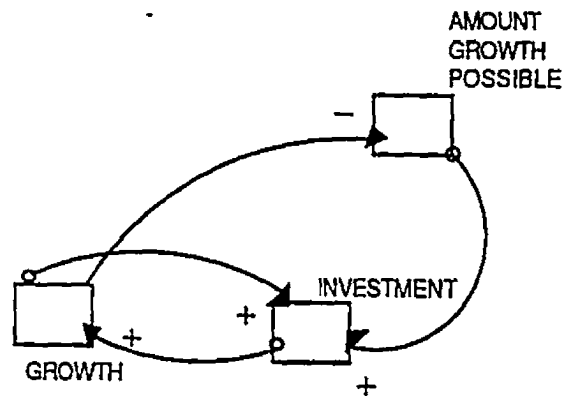 AMOUNT
GROWTH
POSSIBLE
−
INVESTMENT
+
+
GROWTH
+